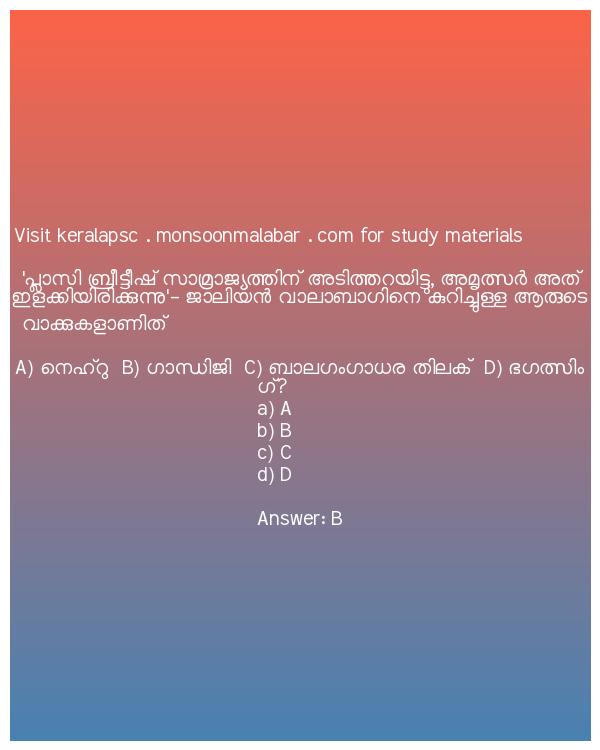 Visit keralapsc . monsoonmalabar . com for study materials
'പ്ലാസി ബ്രീട്ടീഷ് സാമ്രാജ്യത്തിന് അടിത്തറയിട്ടു, അമൃത്സർ അത്
ഇളക്കിയിരിക്കുന്നു'- ജാലിയൻ വാലാബാഗിനെ കുറിച്ചുള്ള ആരുടെ
വാക്കുകളാണിത്
A) നെഹ്റു B) ഗാന്ധിജി C) ബാലഗംഗാധര തിലക് D) ഭഗത്സിം
ഗ്?
a) A
b) B
c) C
d) D
Answer: B